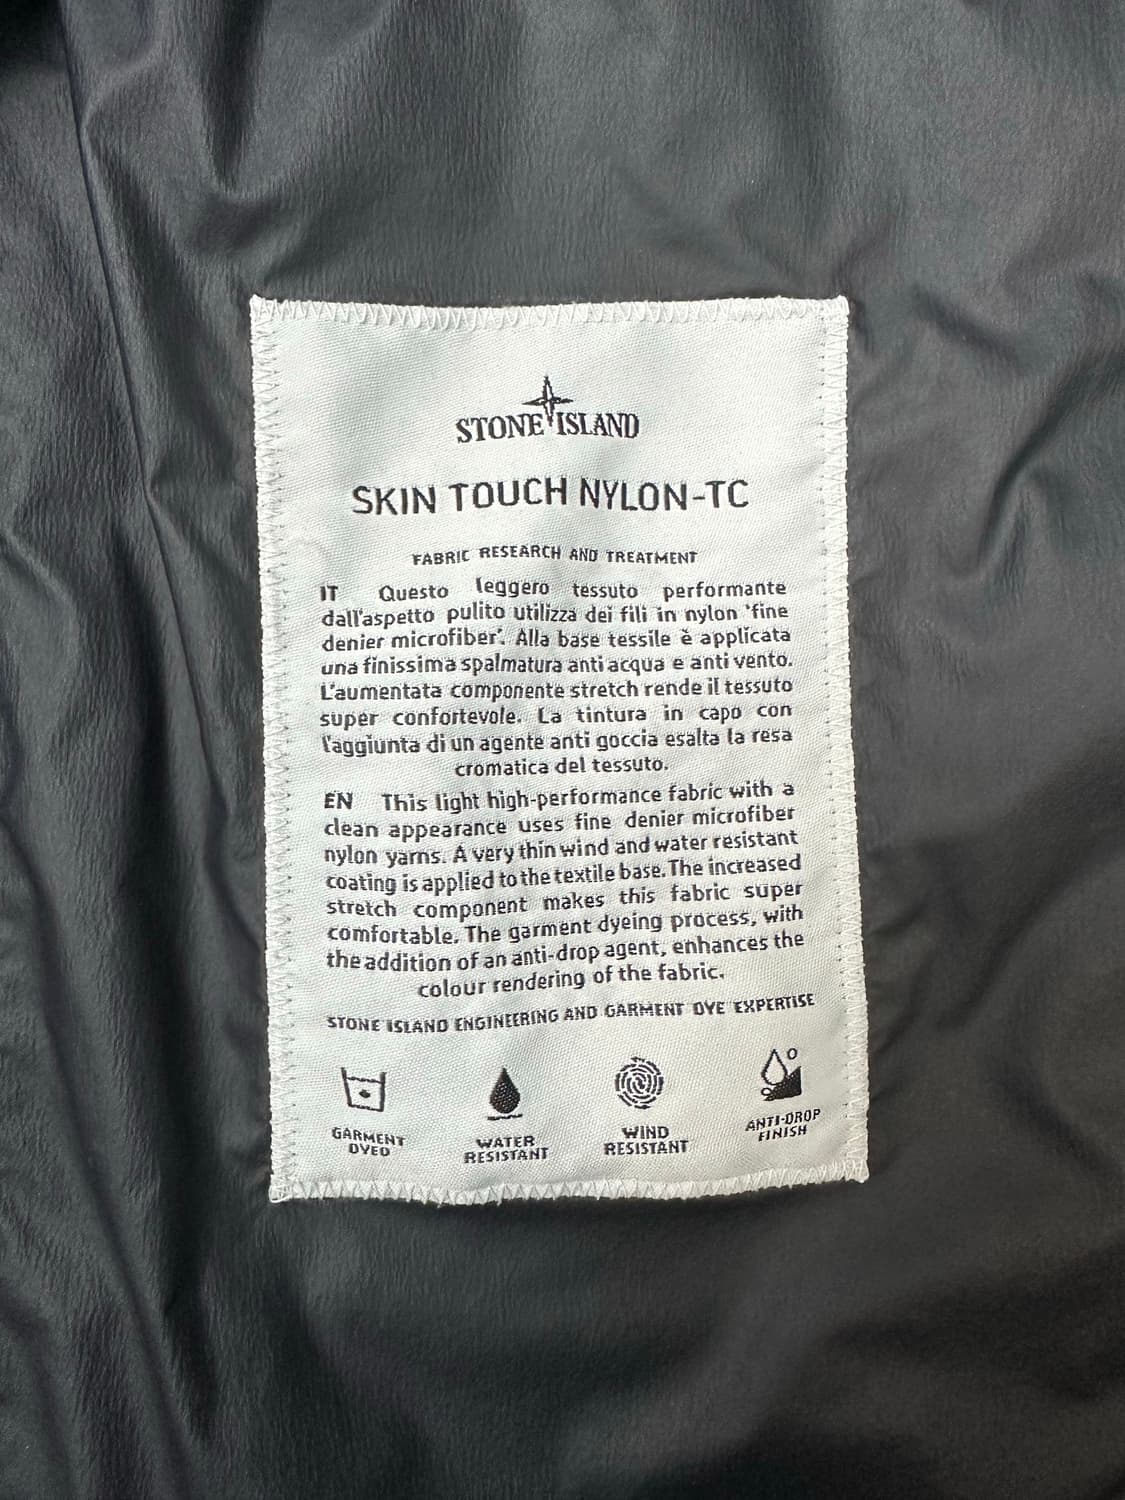 STONE ISLAND
SKIN TOUCH NYLON-TC
FABRIC RESEARCH AND TREATMENT
IT Questo leggero tessuto performante
dall'aspetto pulito utilizza dei fili in nylon 'fine
denier microfiber'. Alla base tessile è applicata
una finissima spalmatura anti acqua e anti vento.
L'aumentata componente stretch rende il tessuto
super confortevole. La tintura in capo con
l'aggiunta di un agente anti goccia esalta la resa
cromatica del tessuto.
EN This light high-performance fabric with a
clean appearance uses fine denier microfiber
nylon yarns. A very thin wind and water resistant
coating is applied to the textile base. The increased
stretch component makes this fabric super
comfortable. The garment dyeing process, with
the addition of an anti-drop agent, enhances the
colour rendering of the fabric.
STONE ISLAND ENGINEERING AND GARMENT DYE EXPERTISE
GARMENT
DYED
WATER
RESISTANT
WIND
RESISTANT
ANTI-DROP
FINISH